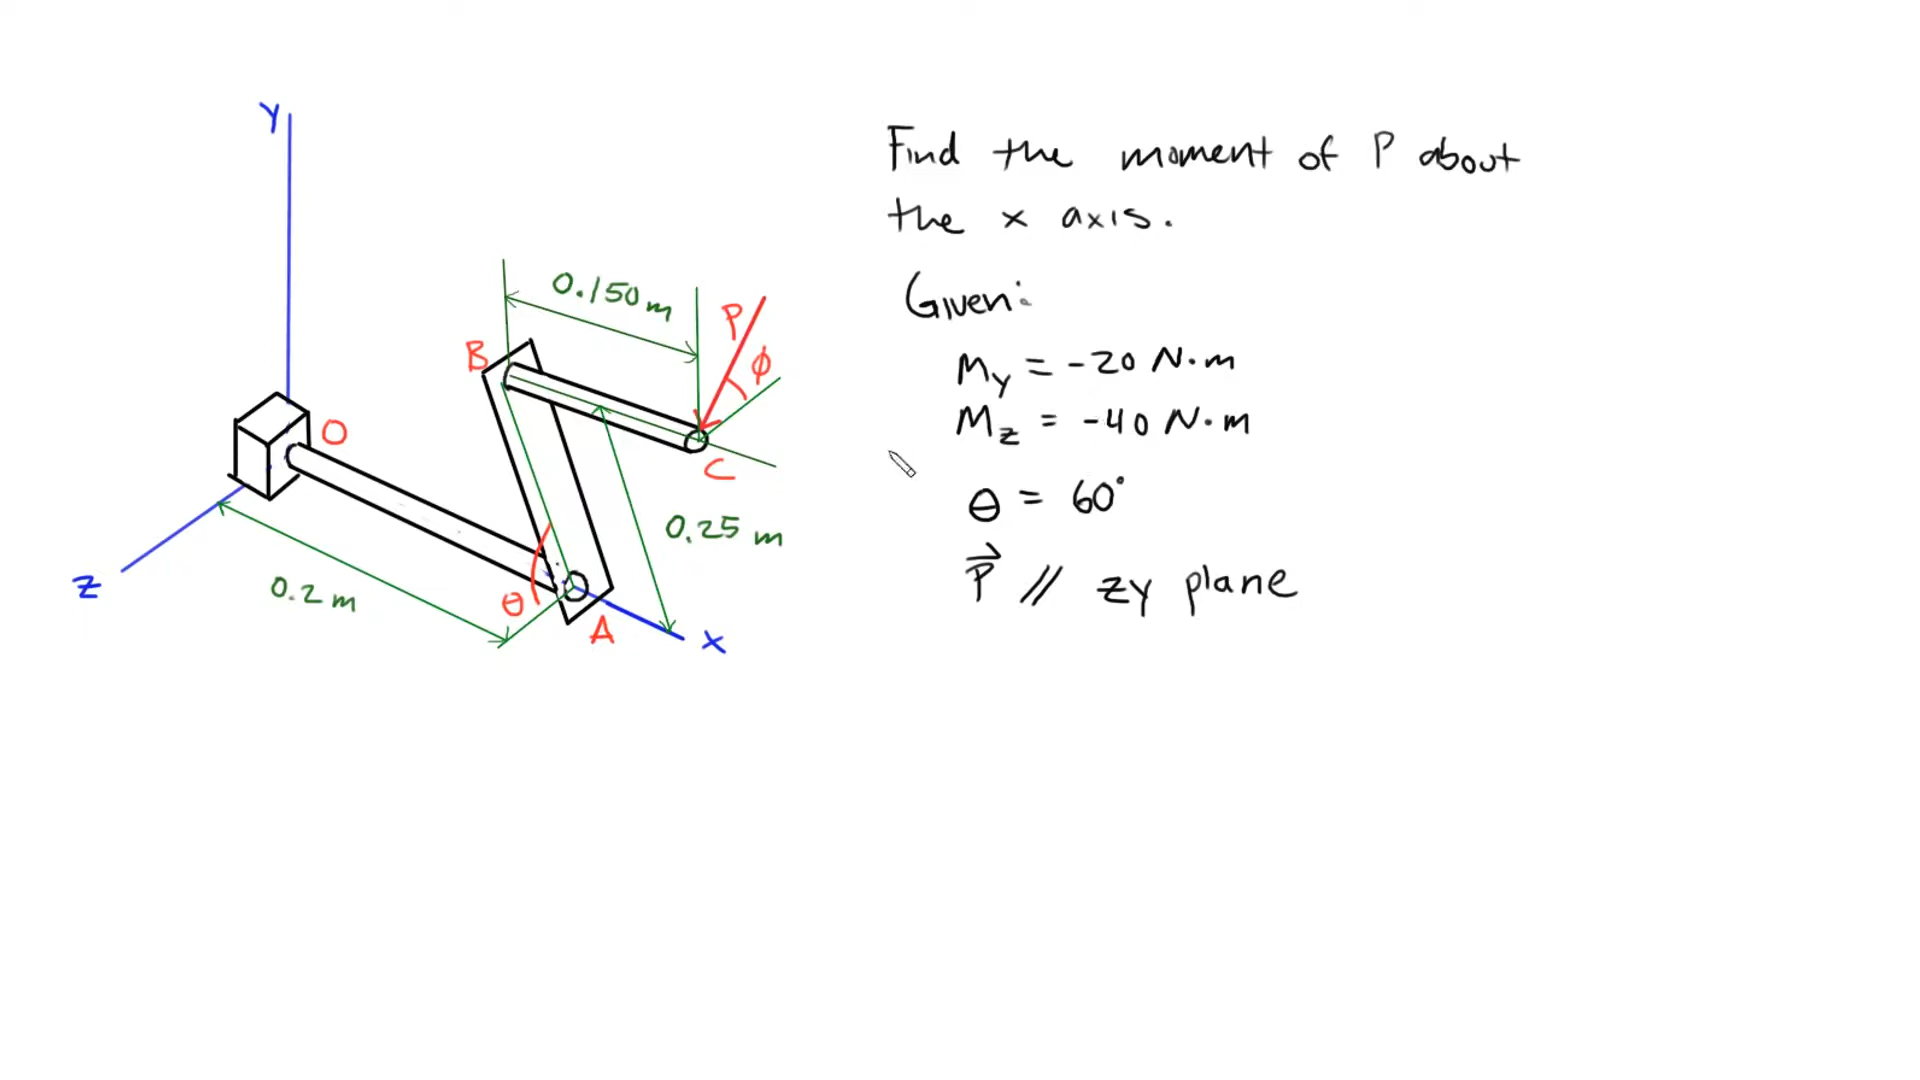 Find the moment of P about
the x axis.
Given:
My = -20 N·m
Mz = -40 N·m
θ = 60°
P⃗ // zy plane
Y
0.150 m
P
ϕ
B
O
C
0.25 m
z
0.2 m
θ
A
x